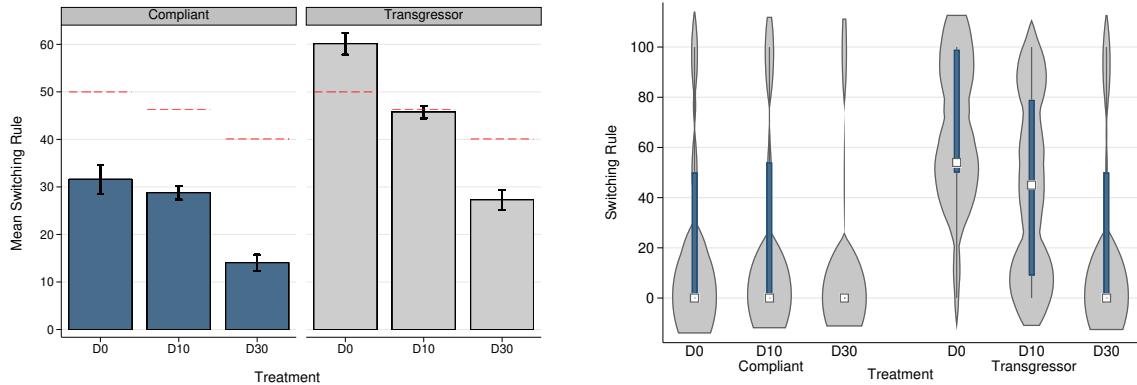 Compliant Transgressor
Mean Switching Rule
60
50
40
30
20
10
0
D0 D10 D30 D0 D10 D30
Treatment
Switching Rule
100
80
60
40
20
0
D0 D10 D30 D0 D10 D30
Compliant Transgressor
Treatment